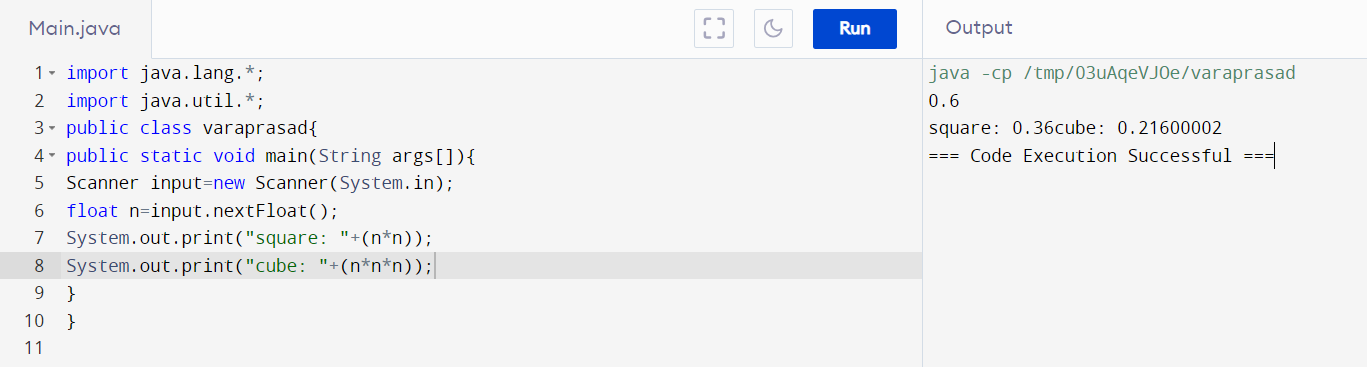 Main.java
Run
Output
1 import java.lang.*;
2 import java.util.*;
3 public class varaprasad{
4 public static void main(String args[]){
5 Scanner input=new Scanner(System.in);
6 float n=input.nextFloat();
7 System.out.print("square: "+(n*n));
8 System.out.print("cube: "+(n*n*n));
9 }
10 }
11
java -cp /tmp/03uAqeVJOe/varaprasad
0.6
square: 0.36cube: 0.21600002
=== Code Execution Successful ===